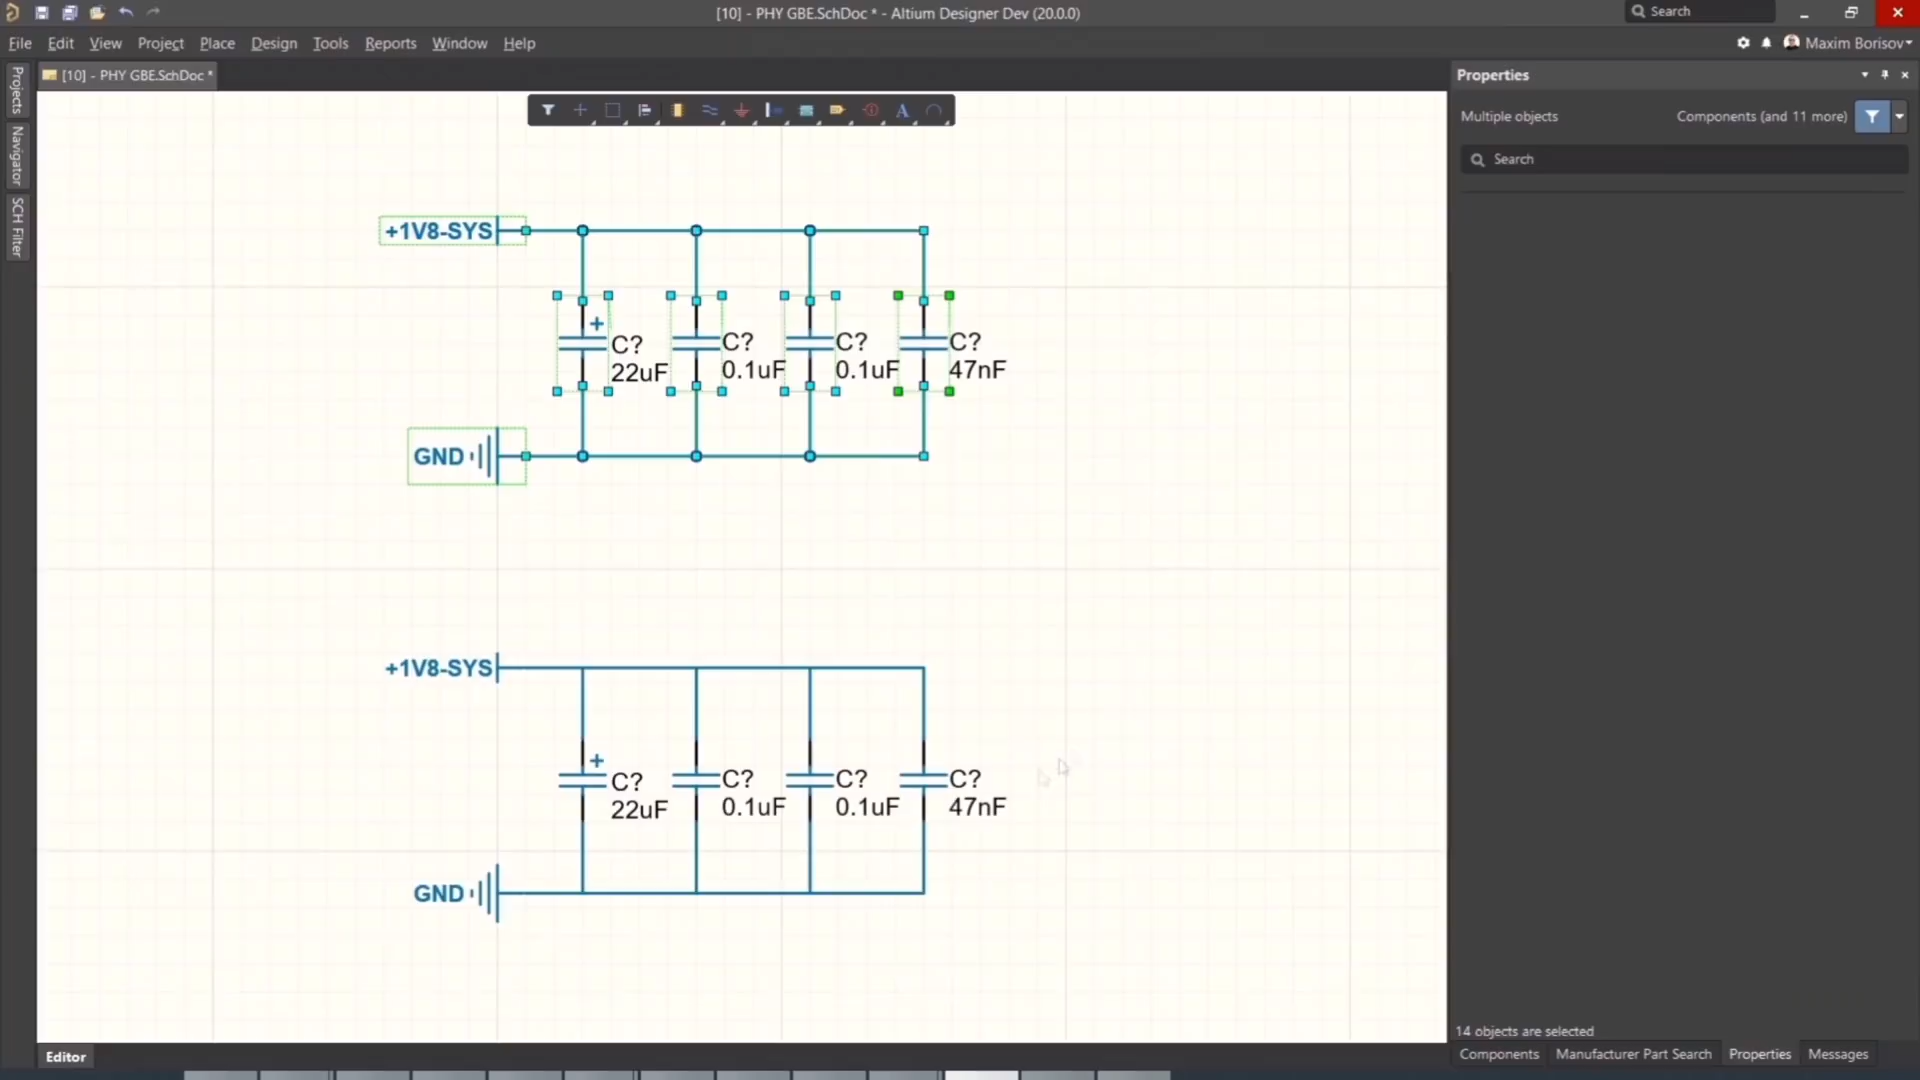 [10] - PHY GBE.SchDoc * - Altium Designer Dev (20.0.0)
Search
File Edit View Project Place Design Tools Reports Window Help
Maxim Borisov
Projects
Navigator
SCH Filter
[10] - PHY GBE.SchDoc *
A
Properties
Multiple objects
Components (and 11 more)
Search
+1V8-SYS
+
C? C? C? C?
22uF 0.1uF 0.1uF 47nF
GND
+1V8-SYS
+
C? C? C? C?
22uF 0.1uF 0.1uF 47nF
GND
14 objects are selected
Editor
Components Manufacturer Part Search Properties Messages